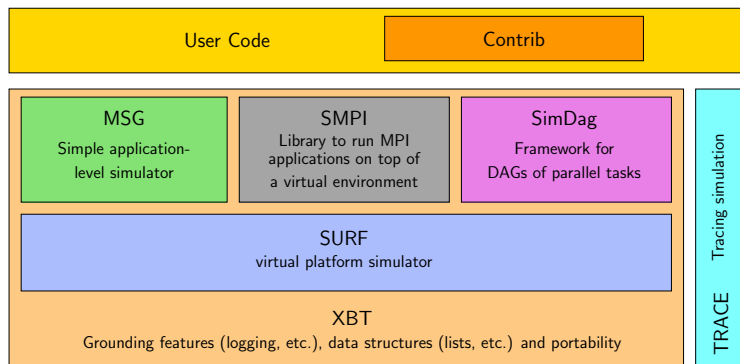 User Code
Contrib
MSG
Simple application-
level simulator
SMPI
Library to run MPI
applications on top of
a virtual environment
SimDag
Framework for
DAGs of parallel tasks
SURF
virtual platform simulator
XBT
Grounding features (logging, etc.), data structures (lists, etc.) and portability
TRACE
Tracing simulation